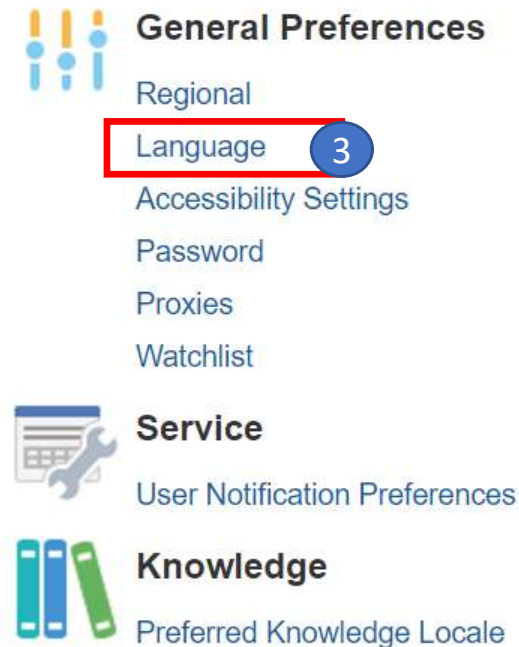 General Preferences
Regional
Language 3
Accessibility Settings
Password
Proxies
Watchlist
Service
User Notification Preferences
Knowledge
Preferred Knowledge Locale